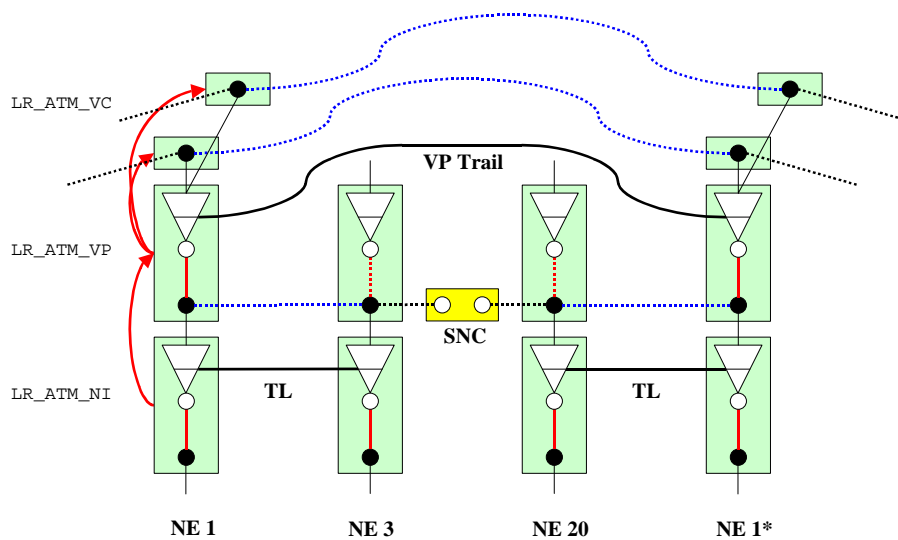 LR_ATM_VC
VP Trail
LR_ATM_VP
SNC
LR_ATM_NI
TL
TL
NE 1
NE 3
NE 20
NE 1*